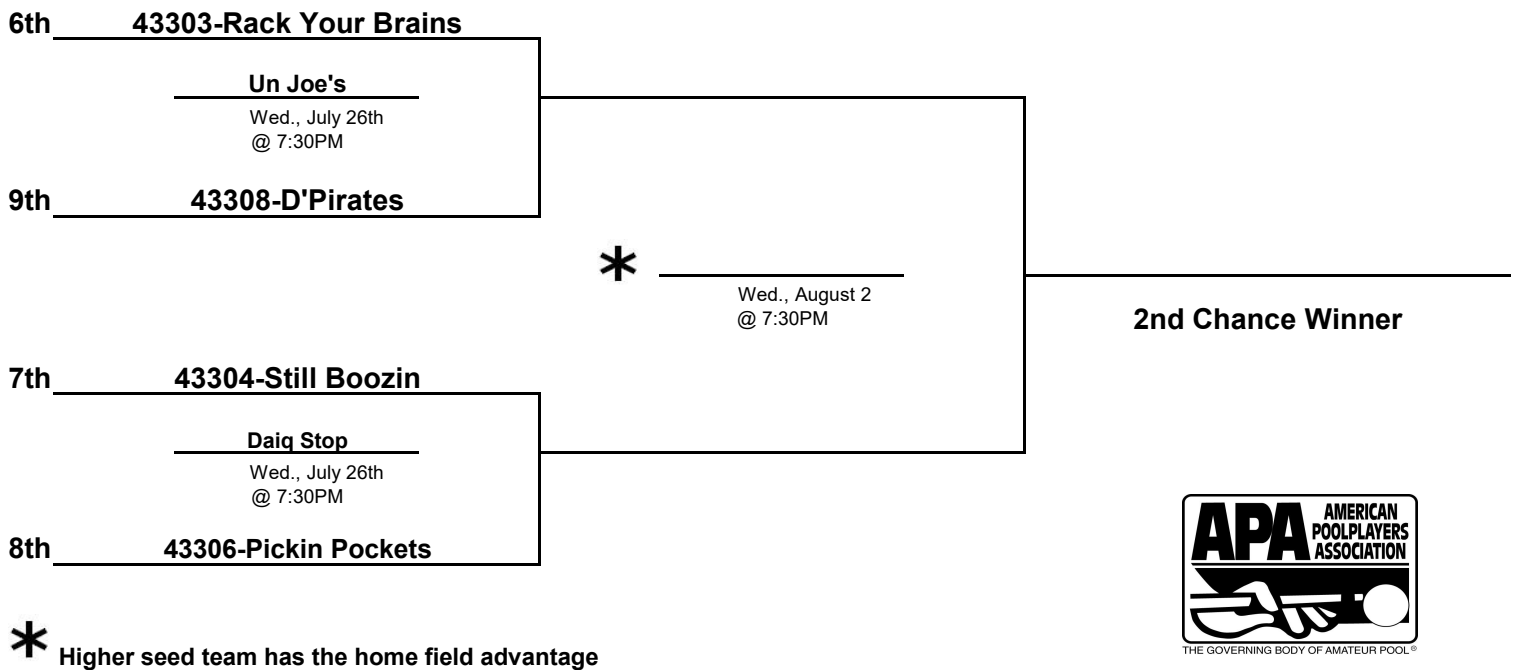 6th 43303-Rack Your Brains
Un Joe's
Wed., July 26th
@ 7:30PM
9th 43308-D'Pirates
* 
Wed., August 2
@ 7:30PM
2nd Chance Winner
7th 43304-Still Boozin
Daiq Stop
Wed., July 26th
@ 7:30PM
8th 43306-Pickin Pockets
* Higher seed team has the home field advantage
APA AMERICAN
POOLPLAYERS
ASSOCIATION
THE GOVERNING BODY OF AMATEUR POOL®